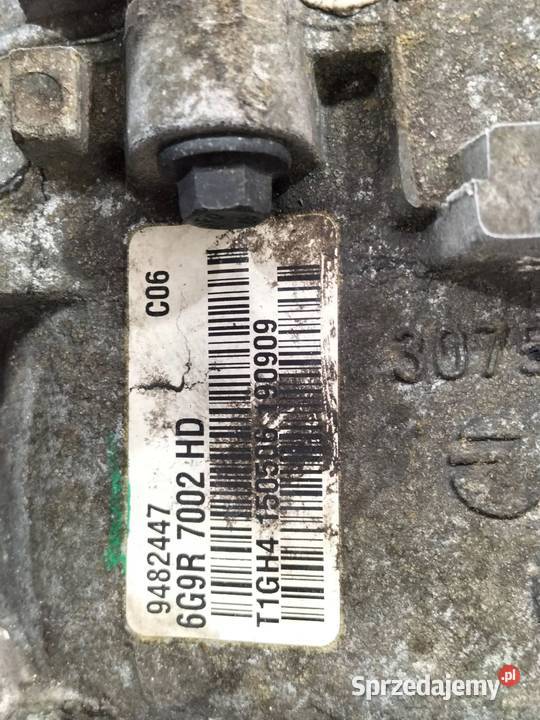 9482447 C06
6G9R 7002 HD
T1GH4 150506 190909
3075
Sprzedajemy.pl